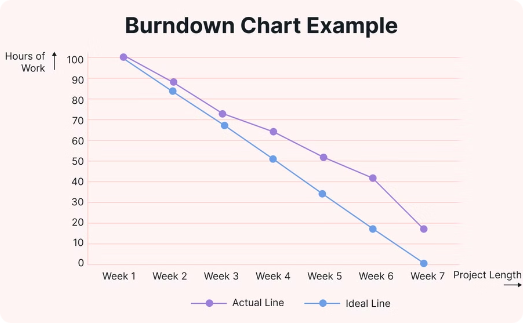 Burndown Chart Example
Hours of
Work
100
90
80
70
60
50
40
30
20
10
0
Week 1 Week 2 Week 3 Week 4 Week 5 Week 6 Week 7 Project Length
Actual Line Ideal Line